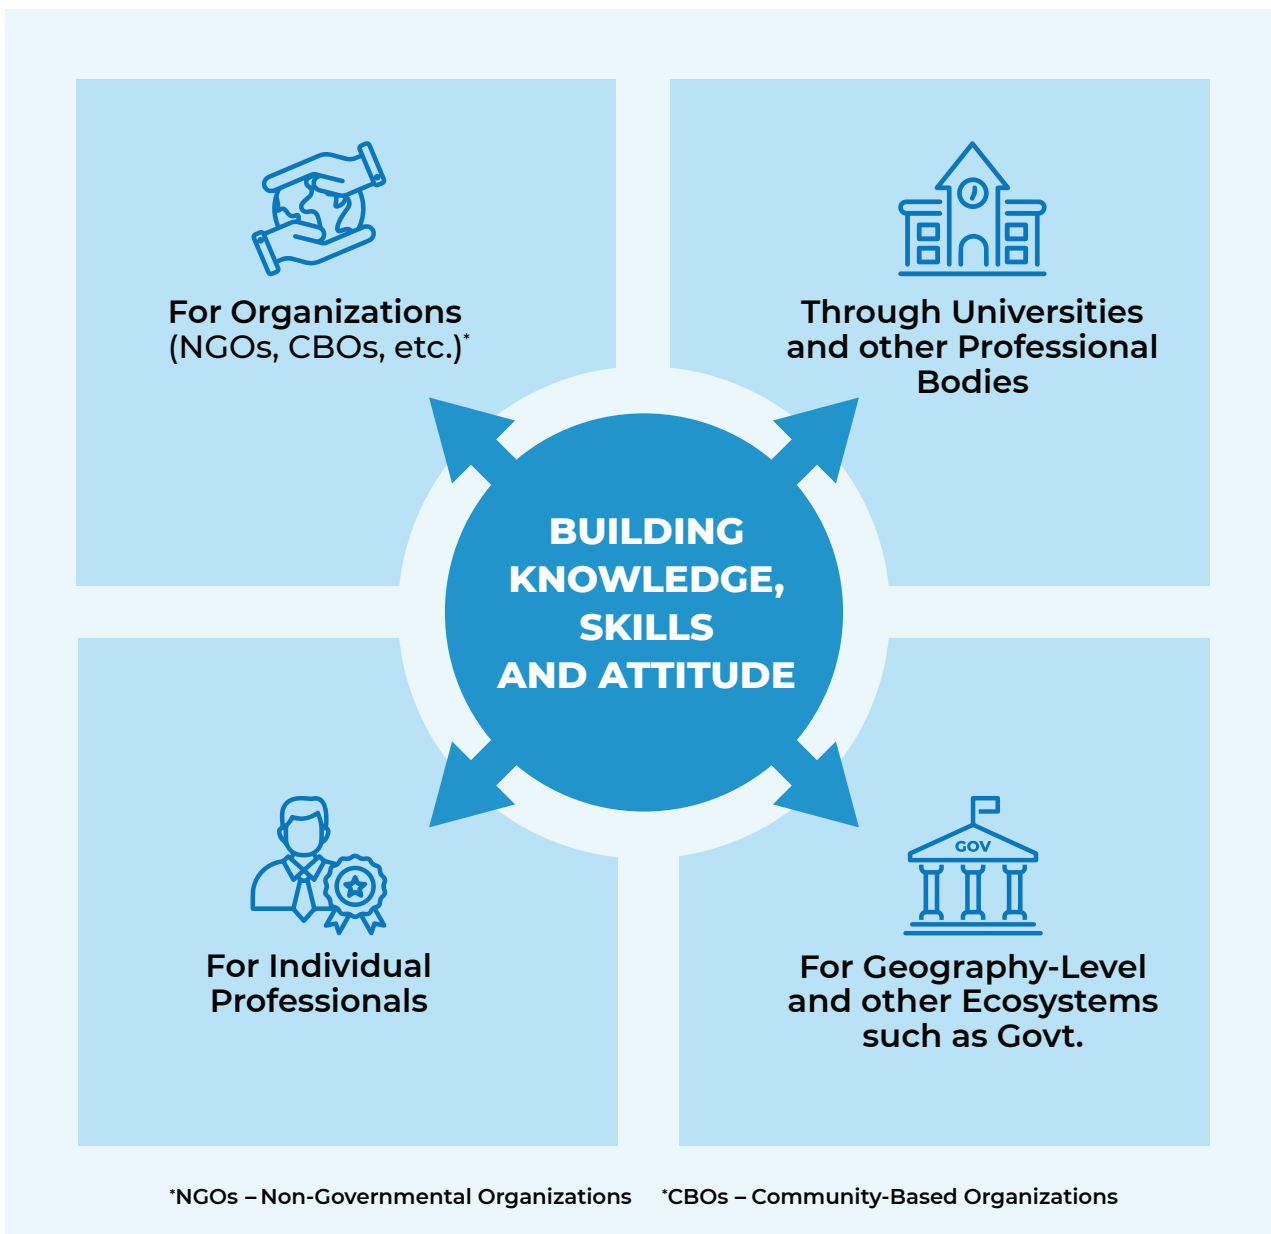 For Organizations
(NGOs, CBOs, etc.)*
Through Universities
and other Professional
Bodies
BUILDING
KNOWLEDGE,
SKILLS
AND ATTITUDE
For Individual
Professionals
GOV
For Geography-Level
and other Ecosystems
such as Govt.
*NGOs – Non-Governmental Organizations *CBOs – Community-Based Organizations